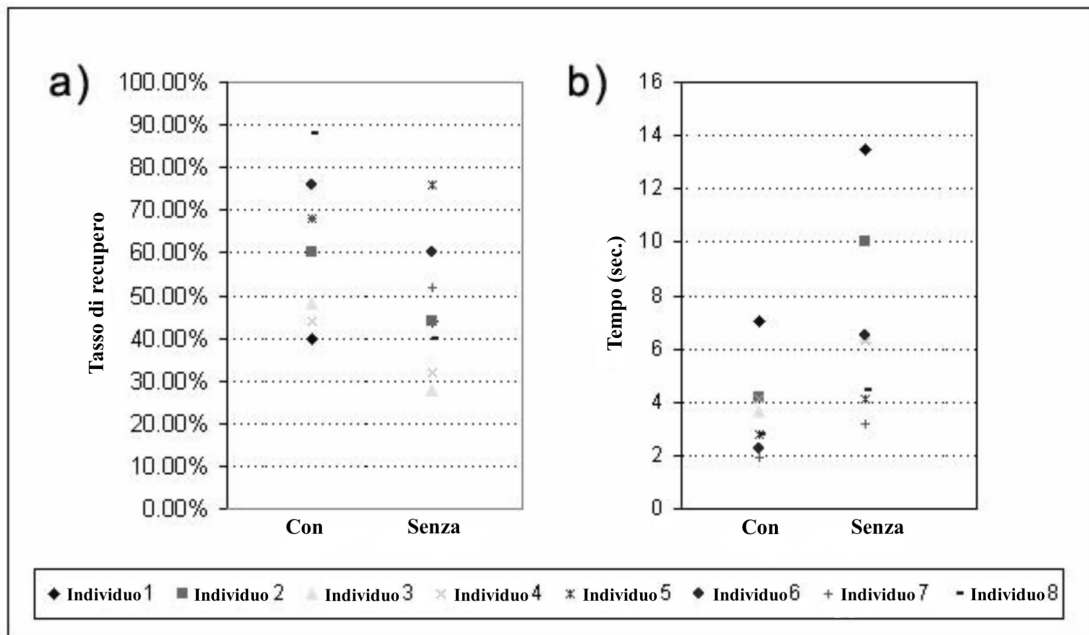 a)
100.00%
90.00%
80.00%
70.00%
60.00%
50.00%
40.00%
30.00%
20.00%
10.00%
0.00%
Tasso di recupero
Con Senza
b)
16
14
12
10
8
6
4
2
0
Tempo (sec.)
Con Senza
Individuo 1 Individuo 2 Individuo 3 Individuo 4 Individuo 5 Individuo 6 Individuo 7 Individuo 8